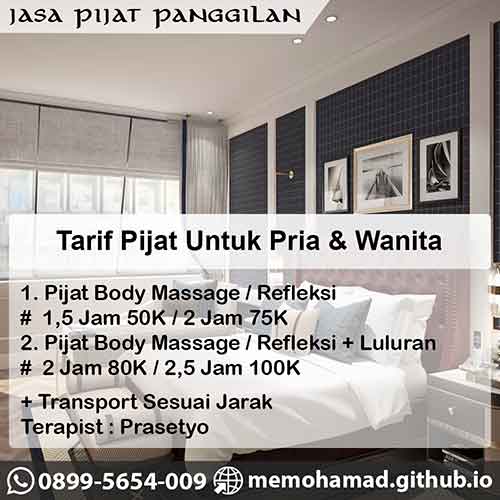 Jasa Pijat Panggilan
Tarif Pijat Untuk Pria & Wanita
1. Pijat Body Massage / Refleksi
# 1,5 Jam 50K / 2 Jam 75K
2. Pijat Body Massage / Refleksi + Luluran
# 2 Jam 80K / 2,5 Jam 100K
+ Transport Sesuai Jarak
Terapist : Prasetyo
0899-5654-009 memohamad.github.io